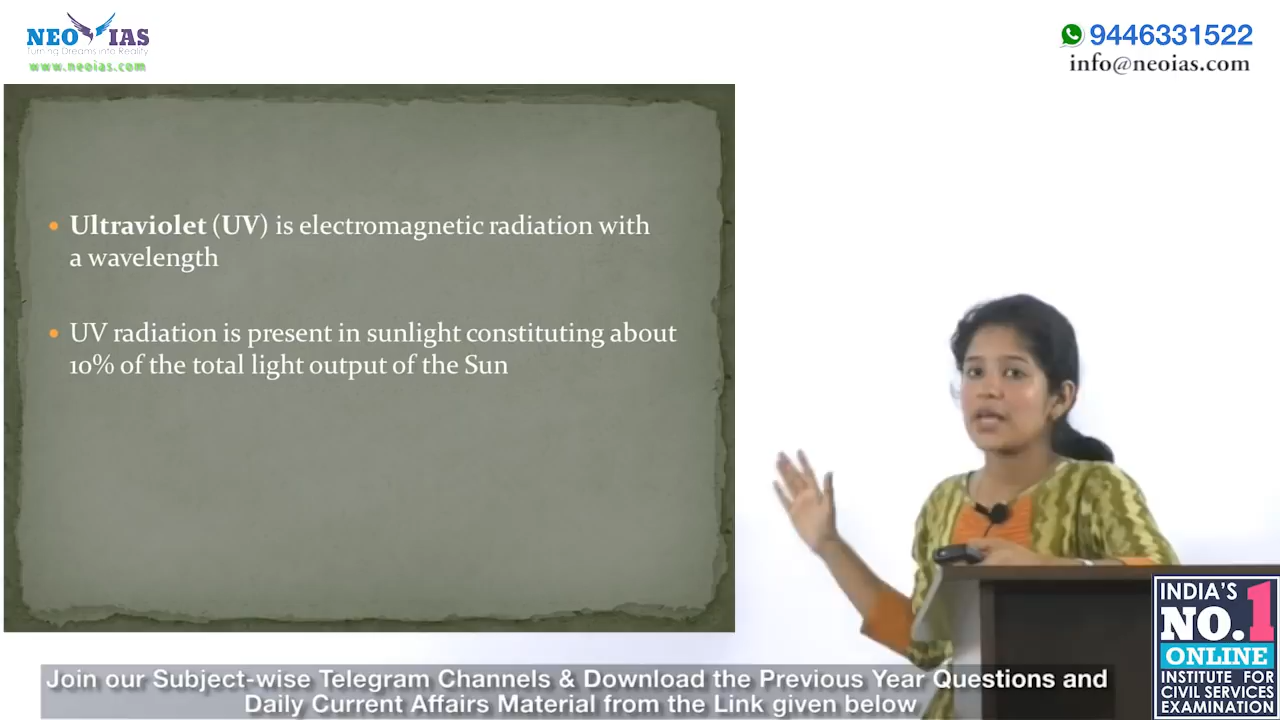 NEO IAS
Turning Dreams into Reality
www.neoias.com
9446331522
info@neoias.com
• Ultraviolet (UV) is electromagnetic radiation with
a wavelength
• UV radiation is present in sunlight constituting about
10% of the total light output of the Sun
INDIA'S
NO.1
ONLINE
INSTITUTE FOR
CIVIL SERVICES
EXAMINATION
Join our Subject-wise Telegram Channels & Download the Previous Year Questions and
Daily Current Affairs Material from the Link given below